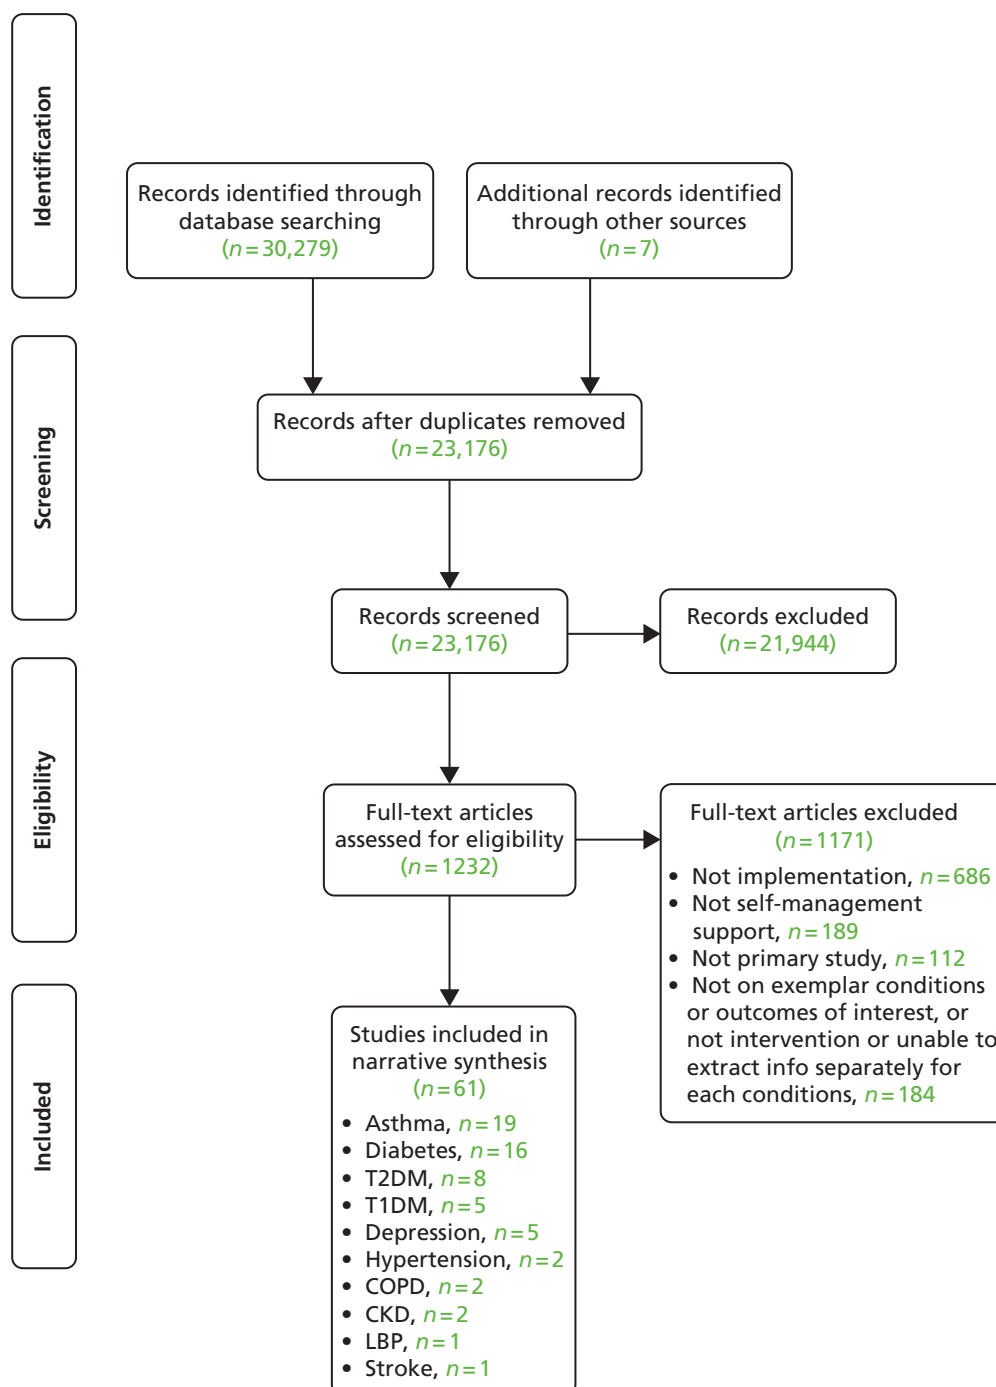 Identification
Records identified through
database searching
(n=30,279)
Additional records identified
through other sources
(n=7)
Screening
Records after duplicates removed
(n=23,176)
Records screened
(n=23,176)
Records excluded
(n=21,944)
Eligibility
Full-text articles
assessed for eligibility
(n=1232)
Full-text articles excluded
(n=1171)
• Not implementation, n=686
• Not self-management
support, n=189
• Not primary study, n=112
• Not on exemplar conditions
or outcomes of interest, or
not intervention or unable to
extract info separately for
each conditions, n=184
Included
Studies included in
narrative synthesis
(n=61)
• Asthma, n=19
• Diabetes, n=16
• T2DM, n=8
• T1DM, n=5
• Depression, n=5
• Hypertension, n=2
• COPD, n=2
• CKD, n=2
• LBP, n=1
• Stroke, n=1